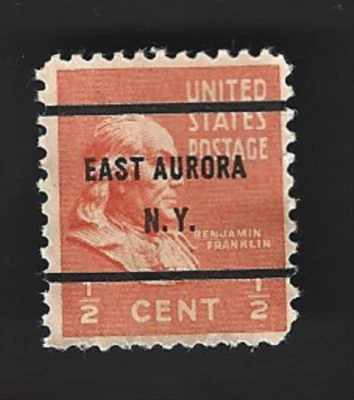 UNITED
STATES
POSTAGE
EAST AURORA
N.Y.
BENJAMIN
FRANKLIN
1/2 CENT 1/2